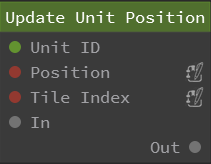 Update Unit Position
Unit ID
Position
Tile Index
In
Out